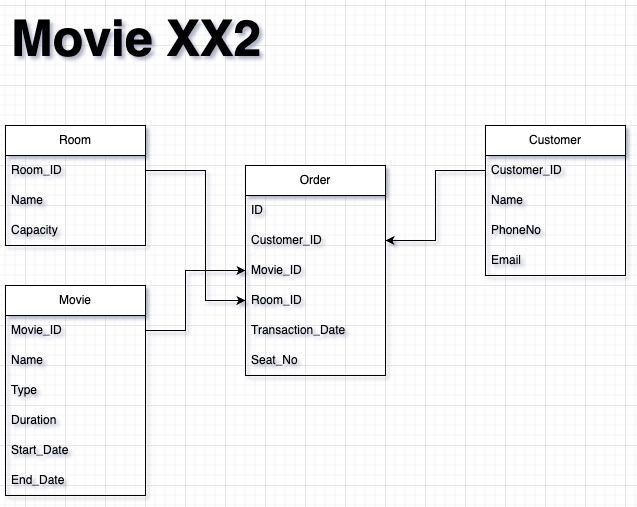 Movie XX2
Room
Room_ID
Name
Capacity
Movie
Movie_ID
Name
Type
Duration
Start_Date
End_Date
Order
ID
Customer_ID
Movie_ID
Room_ID
Transaction_Date
Seat_No
Customer
Customer_ID
Name
PhoneNo
Email